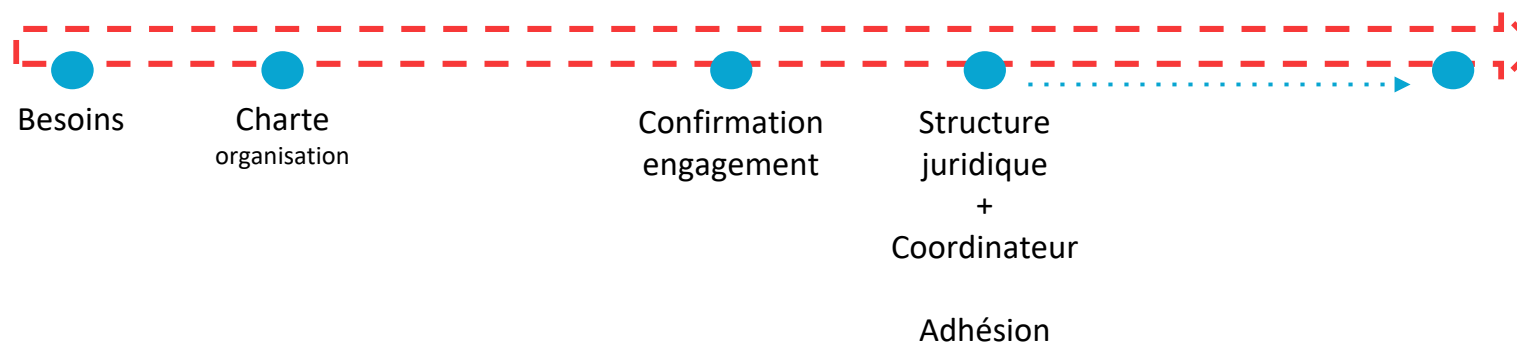 Besoins
Charte
organisation
Confirmation
engagement
Structure
juridique
+
Coordinateur
Adhésion